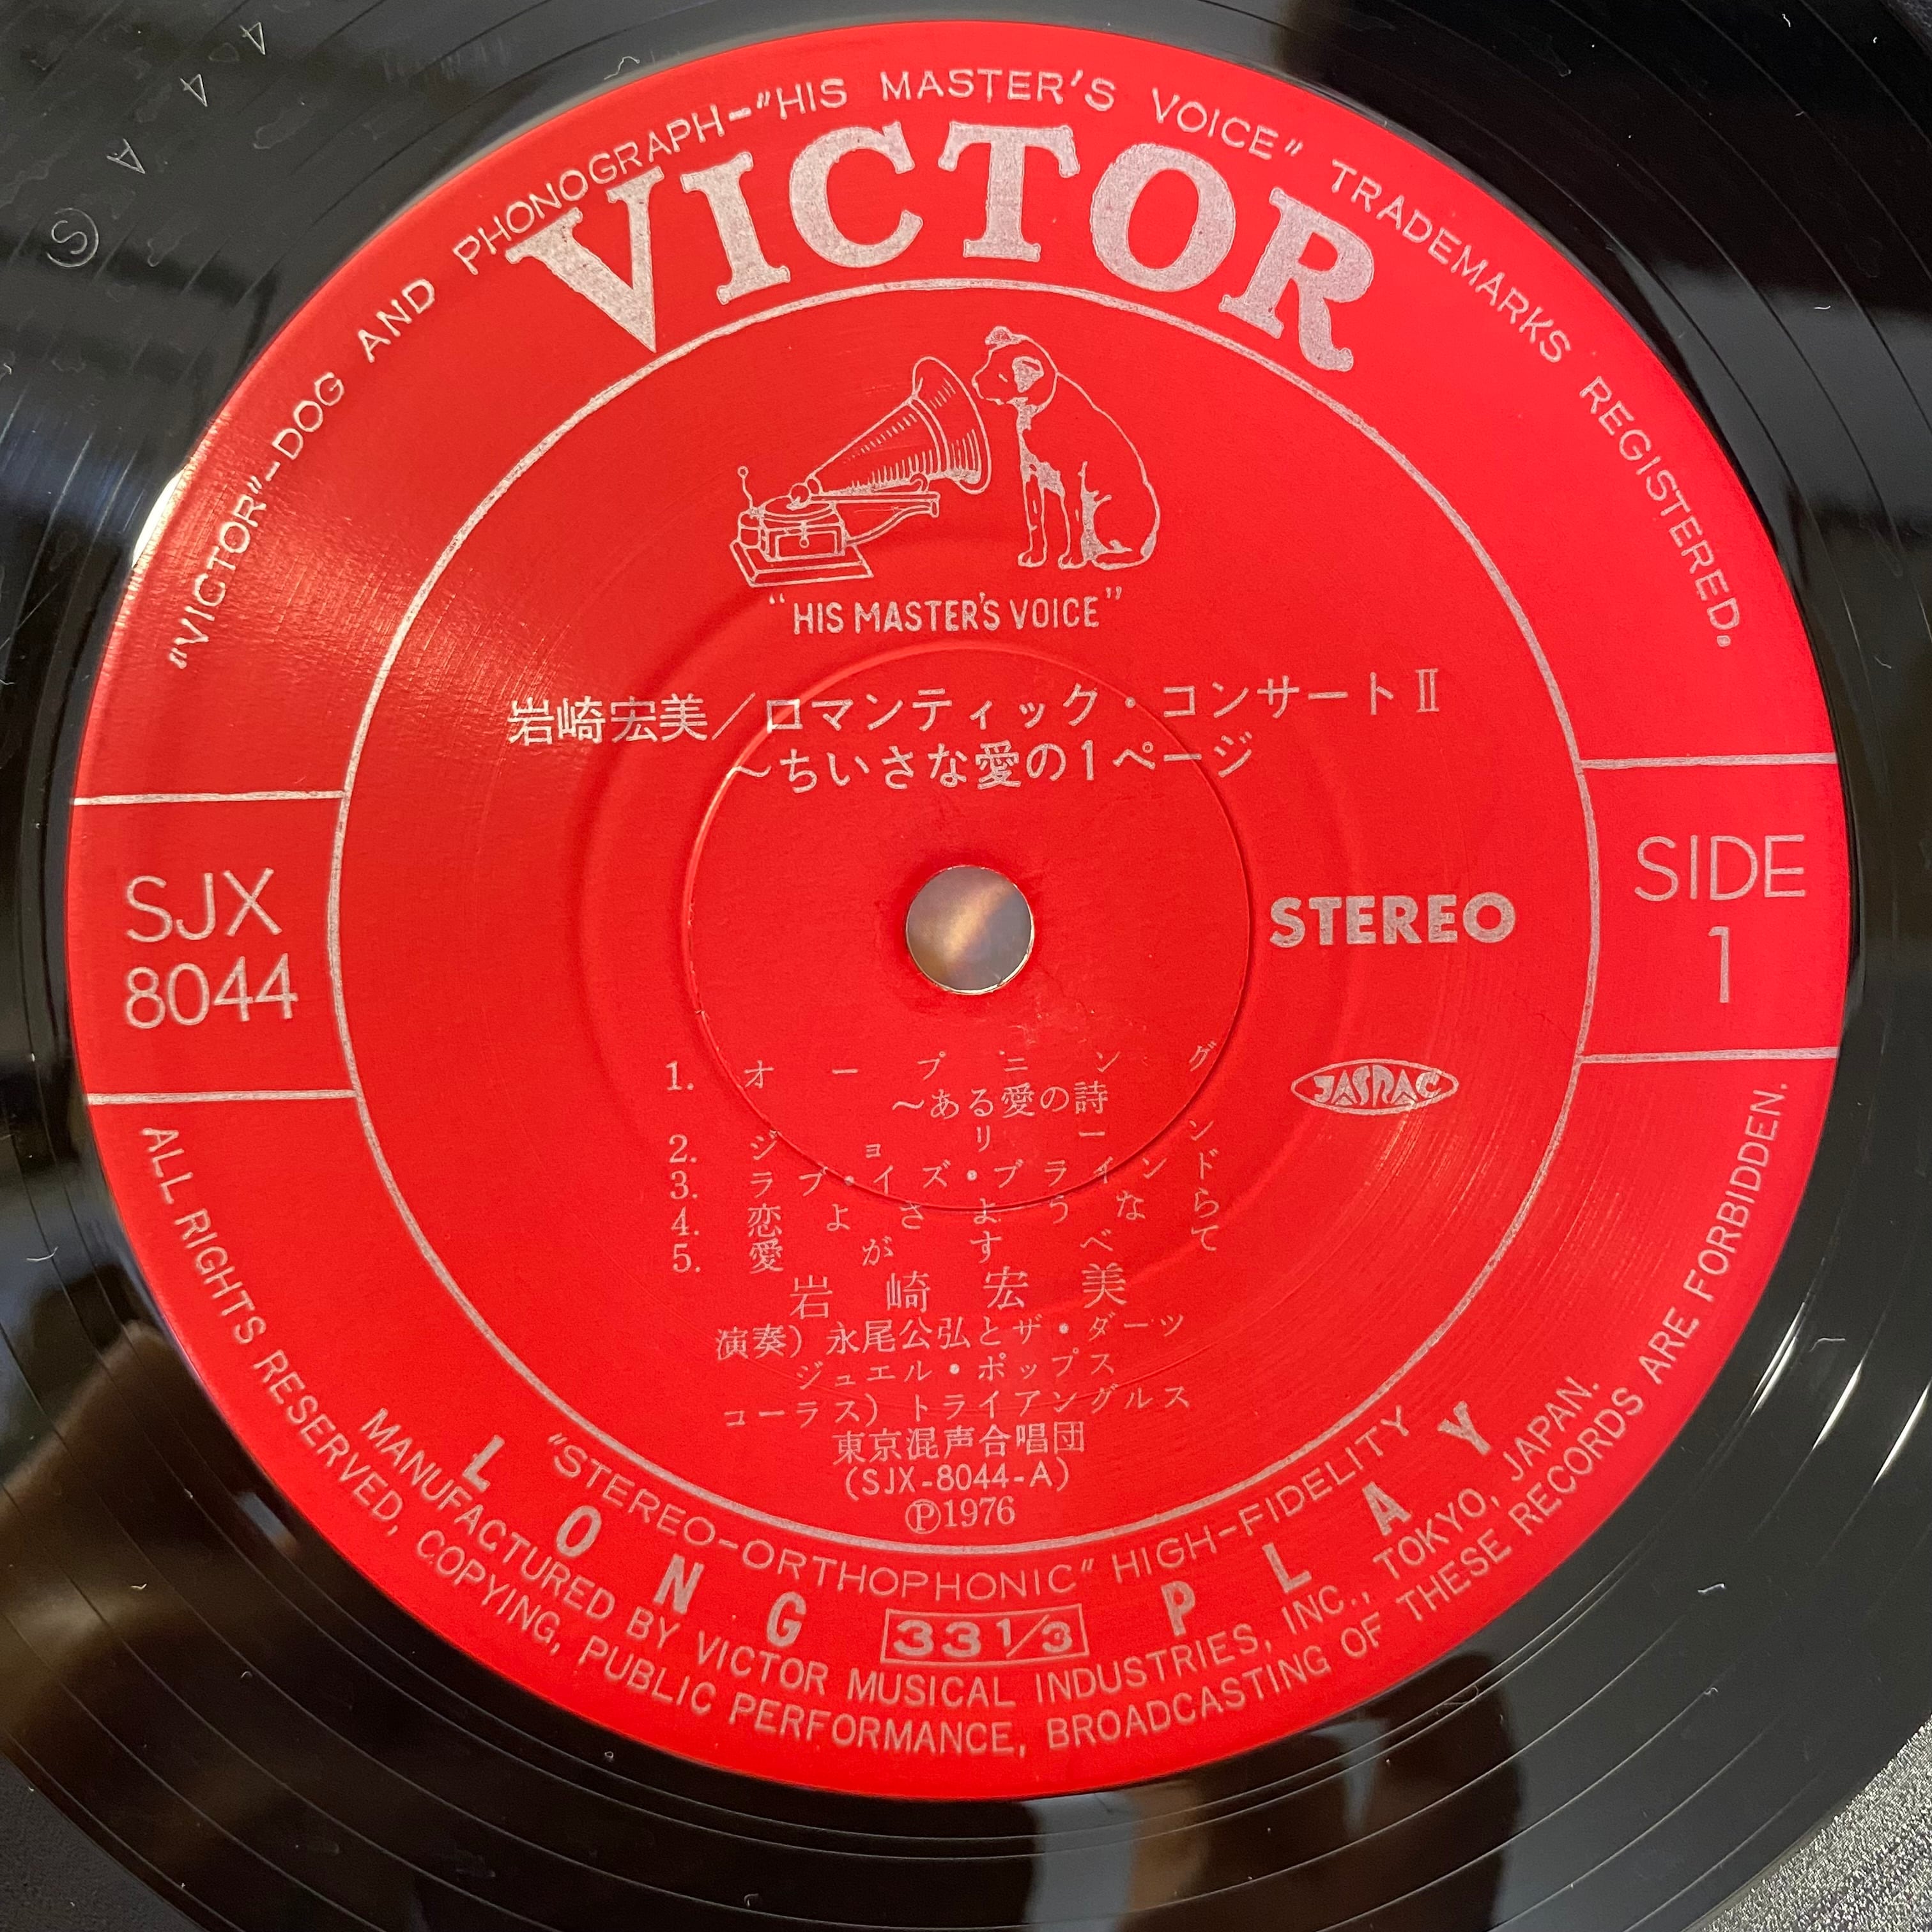 "VICTOR"-DOG AND PHONOGRAPH-"HIS MASTER'S VOICE" TRADEMARKS REGISTERED.
VICTOR
"HIS MASTER'S VOICE"
岩崎宏美/ロマンティック・コンサートⅡ
~ちいさな愛の1ページ
SJX
8044
STEREO
SIDE
1
JASRAC
1. オープニング
~ある愛の詩
2. ジョリーン
3. ラブ・イズ・ブラインド
4. 恋よさようなら
5. 愛がすべて
岩崎宏美
演奏)永尾公弘とザ・ダーツ
ジュエル・ポップス
コーラス)トライアングルス
東京混声合唱団
(SJX-8044-A)
Ⓟ1976
"STEREO-ORTHOPHONIC" HIGH-FIDELITY
LONG 33 1/3 PLAY
MANUFACTURED BY VICTOR MUSICAL INDUSTRIES, INC., TOKYO, JAPAN.
ALL RIGHTS RESERVED, COPYING, PUBLIC PERFORMANCE, BROADCASTING OF THESE RECORDS ARE FORBIDDEN.